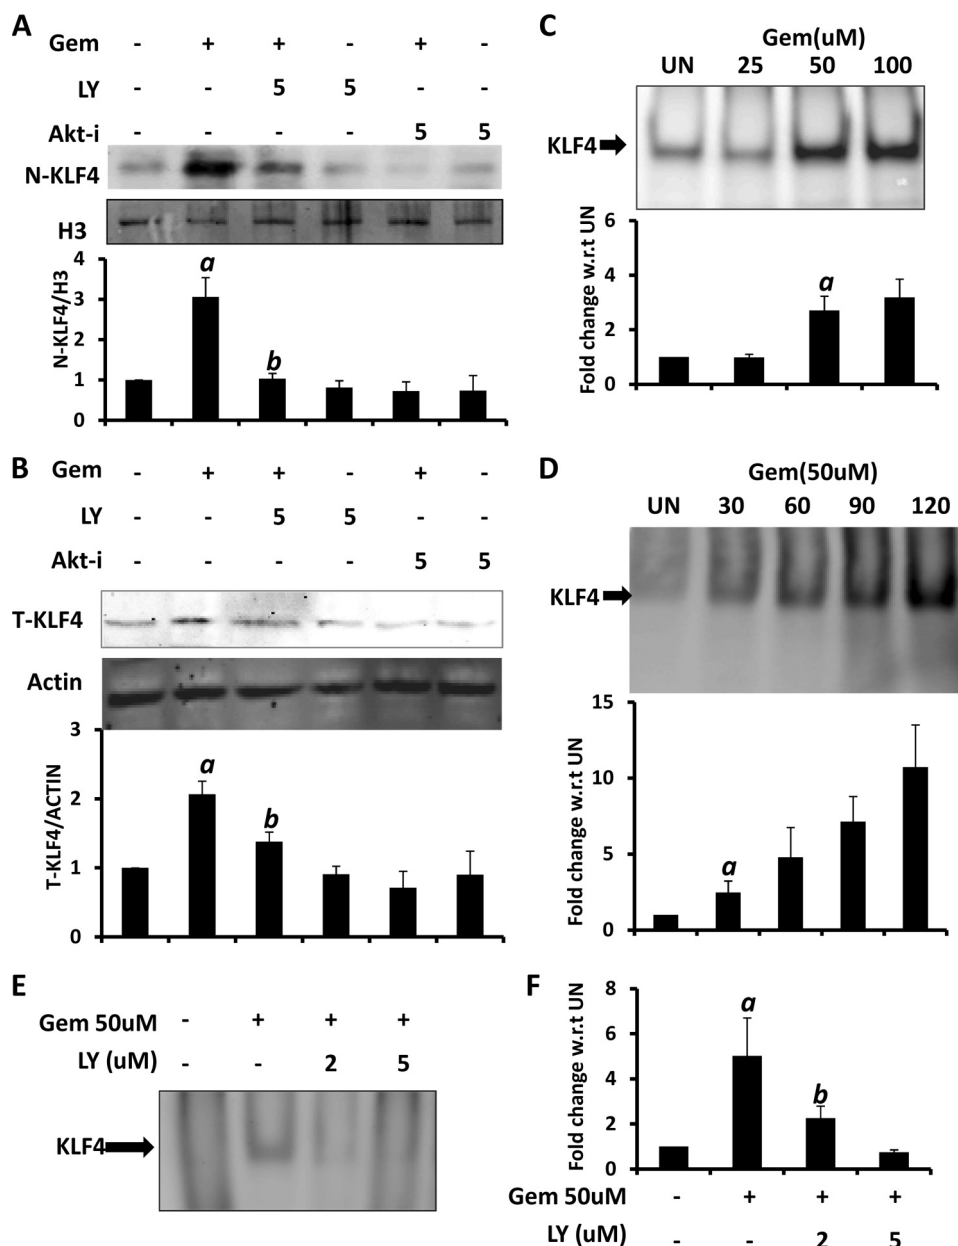 A
Gem - + + - + -
LY - - 5 5 - -
Akt-i - - - - 5 5
N-KLF4
H3
N-KLF4/H3
4
3
2
1
0
a
b
B
Gem - + + - + -
LY - - 5 5 - -
Akt-i - - - - 5 5
T-KLF4
Actin
T-KLF4/ACTIN
3
2
1
0
a
b
C
Gem(uM)
UN 25 50 100
KLF4
Fold change w.r.t UN
6
4
2
0
a
D
Gem(50uM)
UN 30 60 90 120
KLF4
Fold change w.r.t UN
15
10
5
0
a
E
Gem 50uM - + + +
LY (uM) - - 2 5
KLF4
F
Fold change w.r.t UN
8
6
4
2
0
a
b
Gem 50uM - + + +
LY (uM) - - 2 5